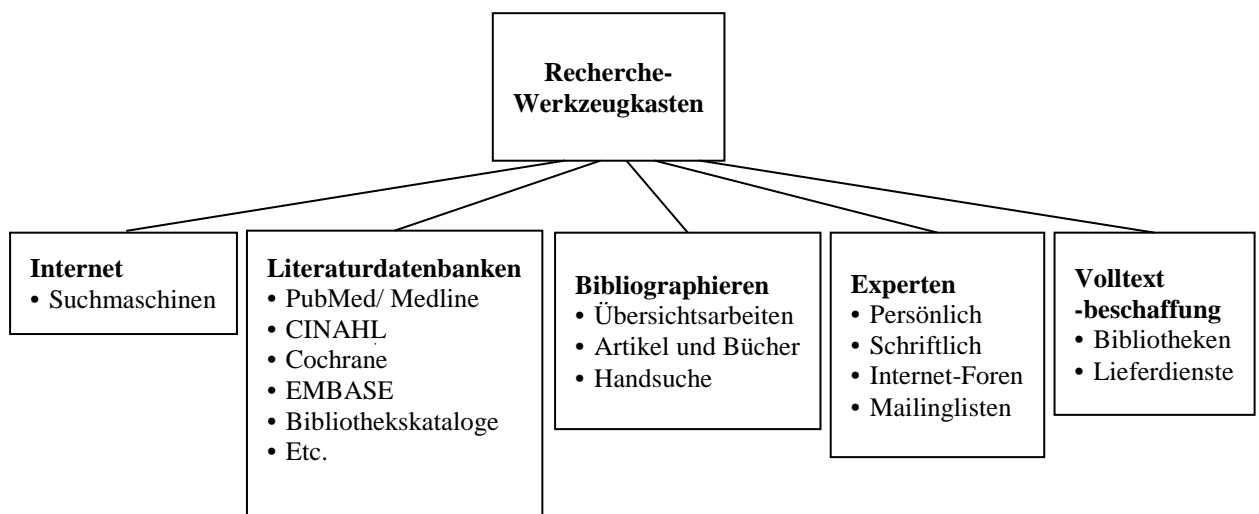 Recherche-
Werkzeugkasten
Internet
• Suchmaschinen
Literaturdatenbanken
• PubMed/ Medline
• CINAHL
• Cochrane
• EMBASE
• Bibliothekskataloge
• Etc.
Bibliographieren
• Übersichtsarbeiten
• Artikel und Bücher
• Handsuche
Experten
• Persönlich
• Schriftlich
• Internet-Foren
• Mailinglisten
Volltext
-beschaffung
• Bibliotheken
• Lieferdienste